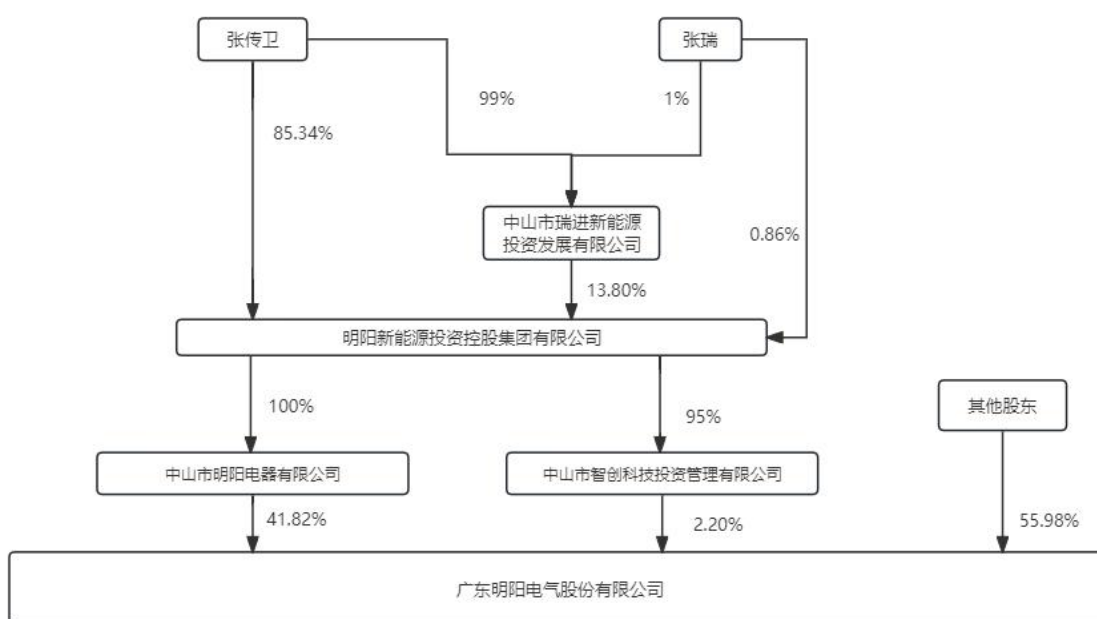 张传卫
张瑞
99%
1%
85.34%
中山市瑞进新能源
投资发展有限公司
0.86%
13.80%
明阳新能源投资控股集团有限公司
100%
95%
其他股东
中山市明阳电器有限公司
中山市智创科技投资管理有限公司
41.82%
2.20%
55.98%
广东明阳电气股份有限公司